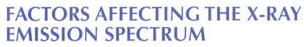 FACTORS AFFECTING THE X-RAY
EMISSION SPECTRUM